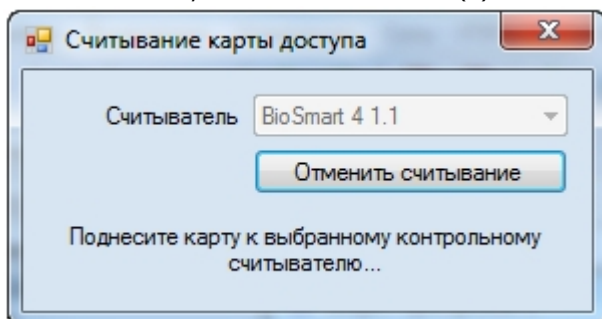 Считывание карты доступа
Считыватель BioSmart 4 1.1
Отменить считывание
Поднесите карту к выбранному контрольному
считывателю...